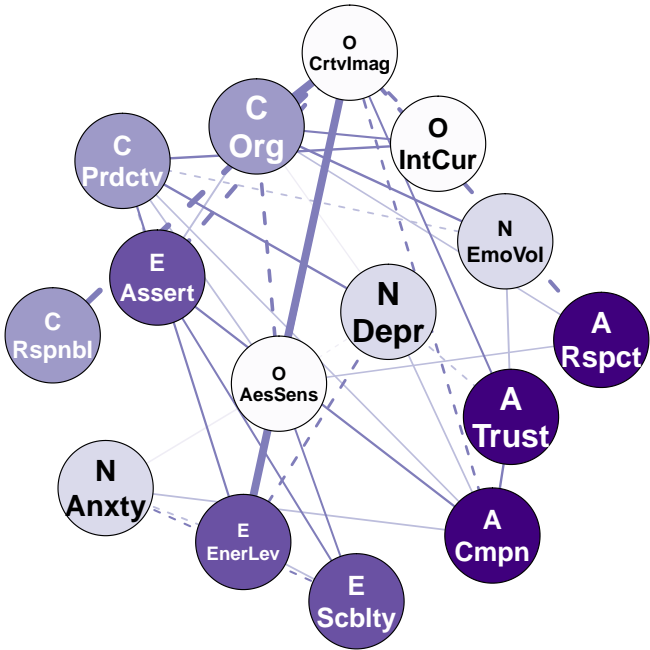 O
CrtvImag
C
Org
O
IntCur
C
Prdctv
N
EmoVol
E
Assert
N
Depr
C
Rspnbl
A
Rspct
O
AesSens
A
Trust
N
Anxty
E
EnerLev
A
Cmpn
E
Scblty